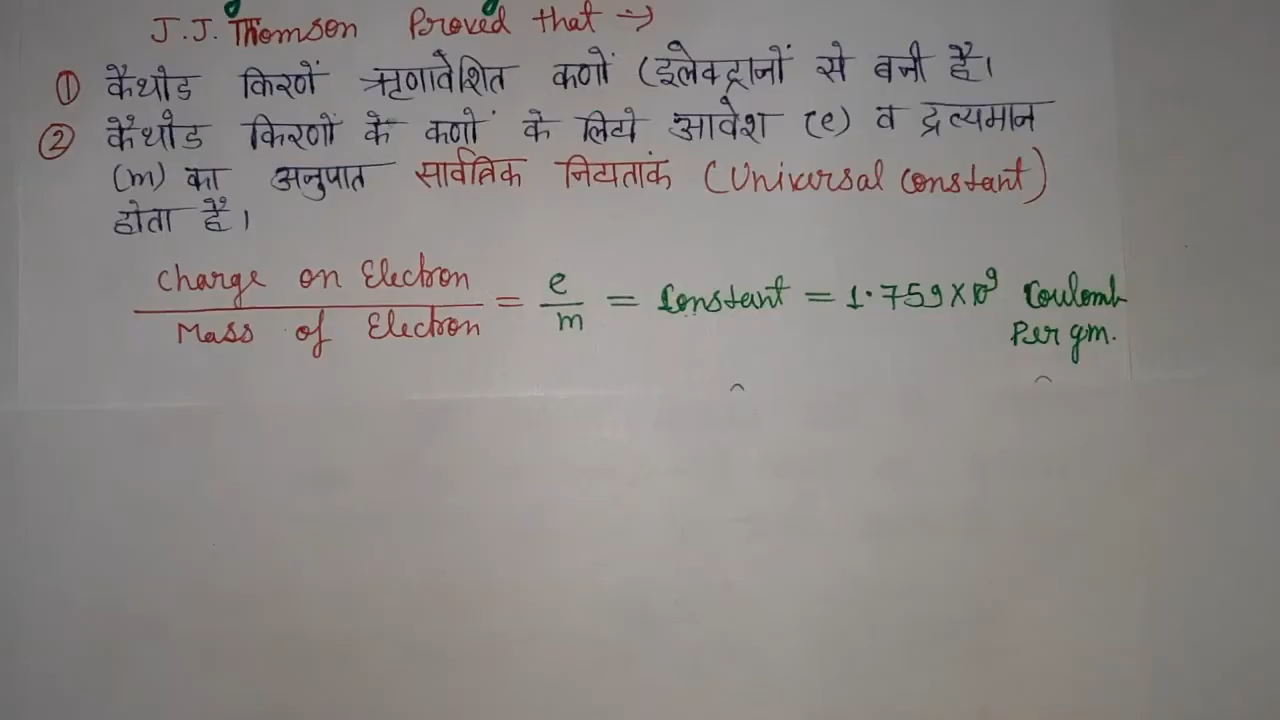 J.J. Thomson Proved that →
① कैथोड किरणें ऋणावेशित कणों (इलेक्ट्रानों से बनी हैं।
② कैथोड किरणों के कणों के लिये आवेश (e) व द्रव्यमान
(m) का अनुपात सार्वत्रिक नियतांक (Universal Constant)
होता हैं।
Charge on Electron
Mass of Electron
= e/m = Constant = 1.759×10⁹ Coulomb
Per gm.